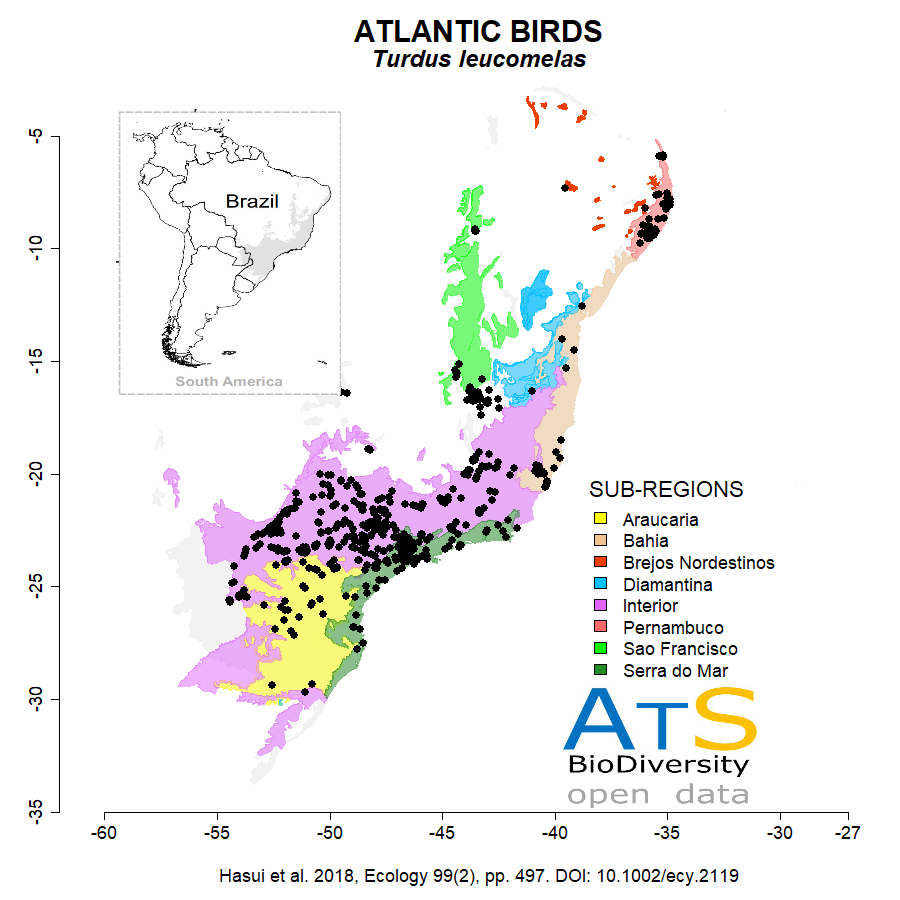 ATLANTIC BIRDS
Turdus leucomelas
-5
-10
-15
-20
-25
-30
-35
Brazil
South America
SUB-REGIONS
Araucaria
Bahia
Brejos Nordestinos
Diamantina
Interior
Pernambuco
Sao Francisco
Serra do Mar
ATS
BioDiversity
open data
-60 -55 -50 -45 -40 -35 -30 -27
Hasui et al. 2018, Ecology 99(2), pp. 497. DOI: 10.1002/ecy.2119